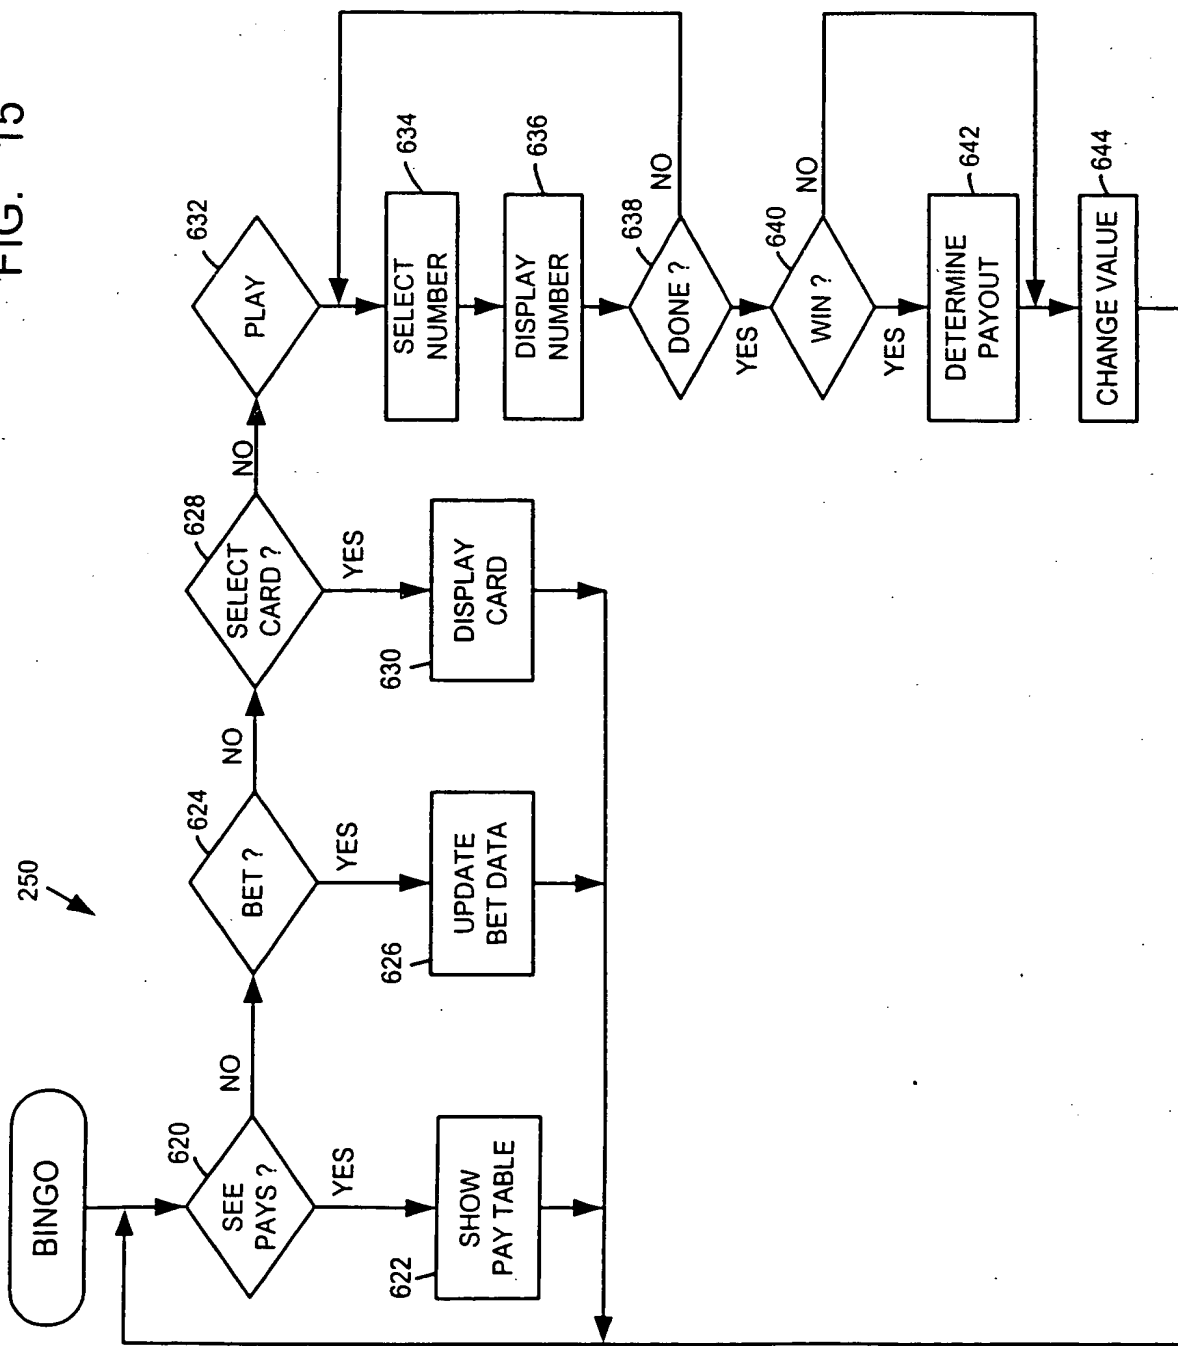 FIG. 15
250
BINGO
620
SEE
PAYS ?
NO
YES
622
SHOW
PAY TABLE
624
BET ?
NO
YES
626
UPDATE
BET DATA
628
SELECT
CARD ?
NO
YES
630
DISPLAY
CARD
632
PLAY
634
SELECT
NUMBER
636
DISPLAY
NUMBER
638
DONE ?
NO
YES
640
WIN ?
NO
YES
642
DETERMINE
PAYOUT
644
CHANGE VALUE